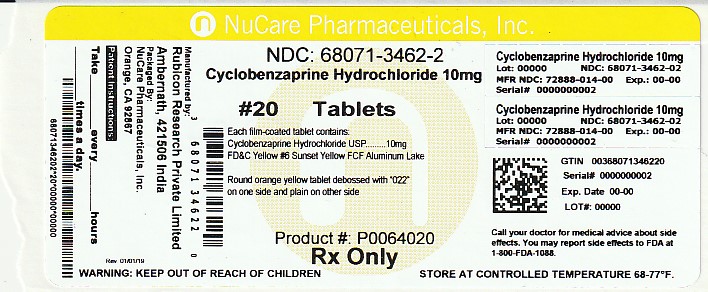 NuCare Pharmaceuticals, Inc.
NDC: 68071-3462-2
Cyclobenzaprine Hydrochloride 10mg
#20 Tablets
Each film-coated tablet contains:
Cyclobenzaprine Hydrochloride USP.........10mg
FD&C Yellow #6 Sunset Yellow FCF Aluminum Lake
Round orange yellow tablet debossed with "022"
on one side and plain on other side
Product #: P0064020
Rx Only
WARNING: KEEP OUT OF REACH OF CHILDREN
STORE AT CONTROLLED TEMPERATURE 68-77°F.
Rev 01/01/19
Manufactured by:
Rubicon Research Private Limited
Ambernath, 421506 India
Packaged By:
NuCare Pharmaceuticals, Inc.
Orange, CA 92867
Patient Instructions:
Take ____ every ____ hours
____ times a day.
66071346202*20*00000*00000
3 68071 34622 0
Cyclobenzaprine Hydrochloride 10mg
Lot: 00000 NDC: 68071-3462-02
MFR NDC: 72888-014-00 Exp.: 00-00
Serial# 0000000002
Cyclobenzaprine Hydrochloride 10mg
Lot: 00000 NDC: 68071-3462-02
MFR NDC: 72888-014-00 Exp.: 00-00
Serial# 0000000002
GTIN 00368071346220
Serial# 0000000002
Exp. Date 00-00
LOT#: 00000
Call your doctor for medical advice about side
effects. You may report side effects to FDA at
1-800-FDA-1088.